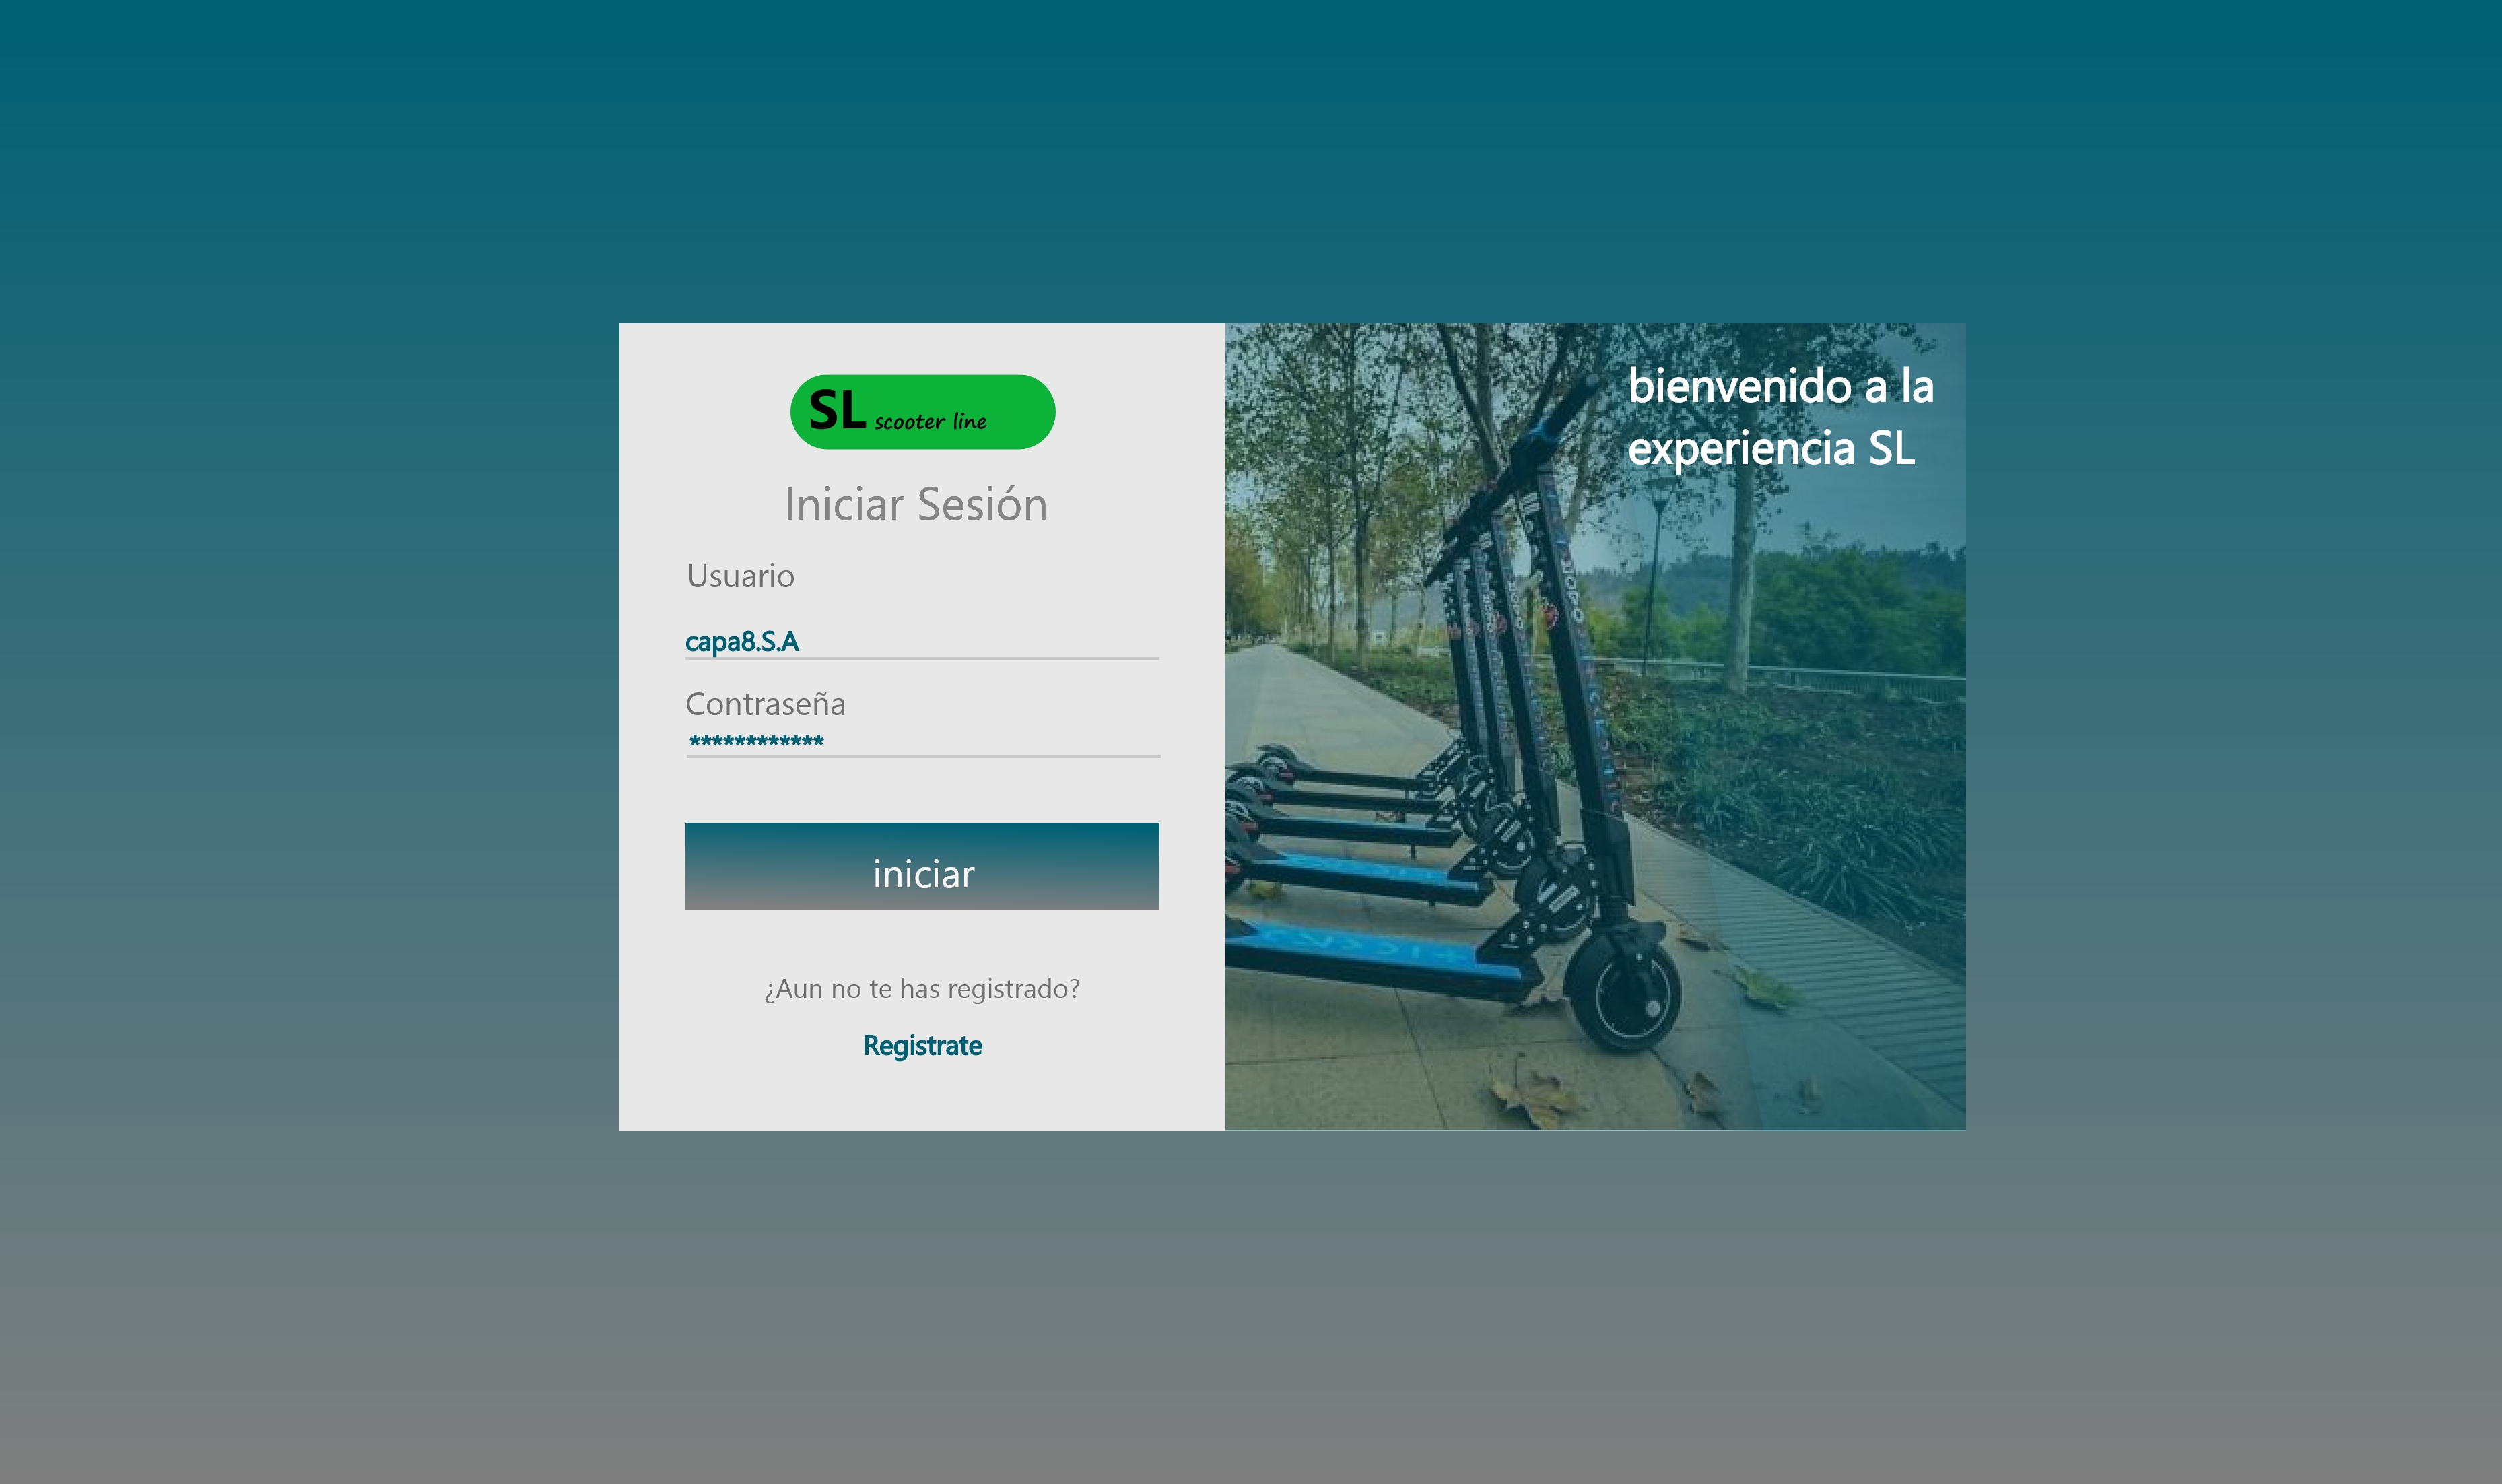 SL scooter line
Iniciar Sesión
Usuario
capa8.S.A
Contraseña
************
iniciar
¿Aun no te has registrado?
Registrate
bienvenido a la
experiencia SL